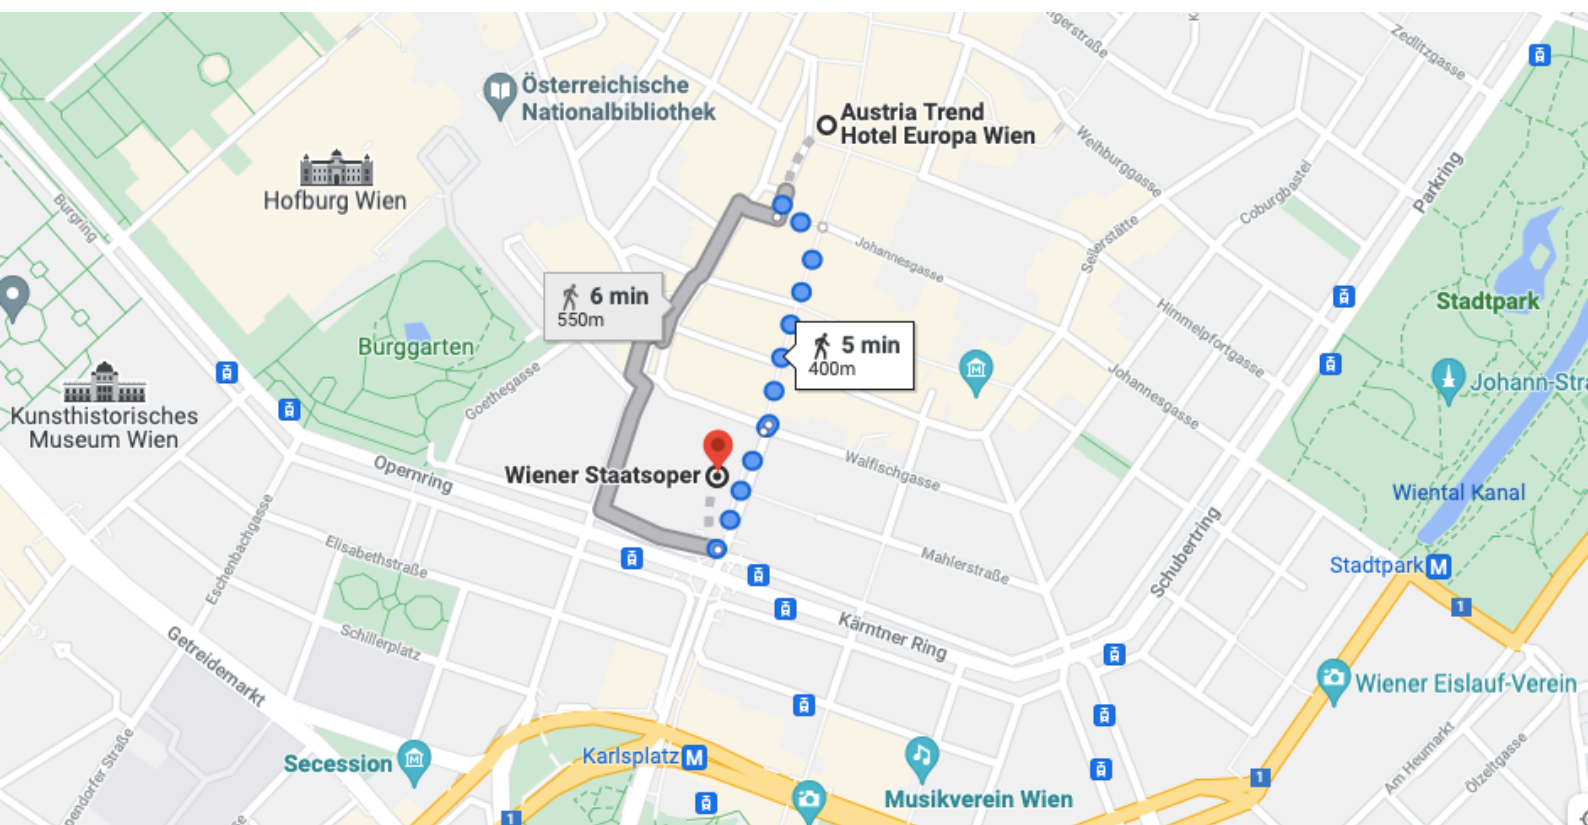 Zedlitzgasse
Österreichische
Nationalbibliothek
Austria Trend
Hotel Europa Wien
Weihburggasse
Parkring
Hofburg Wien
Coburgbastei
Burgring
Seilerstätte
Johannesgasse
6 min
550m
Stadtpark
Himmelpfortgasse
Burggarten
5 min
400m
Goethegasse
Johannesgasse
Johann-Stra
Kunsthistorisches
Museum Wien
Opernring
Wiener Staatsoper
Walfischgasse
Wiental Kanal
Eschenbachgasse
Elisabethstraße
Mahlerstraße
Schubertring
Stadtpark M
1
Schillerplatz
Kärntner Ring
Getreidemarkt
Wiener Eislauf-Verein
Secession
Karlsplatz M
Am Heumarkt
Ölzeltgasse
1
Musikverein Wien
1